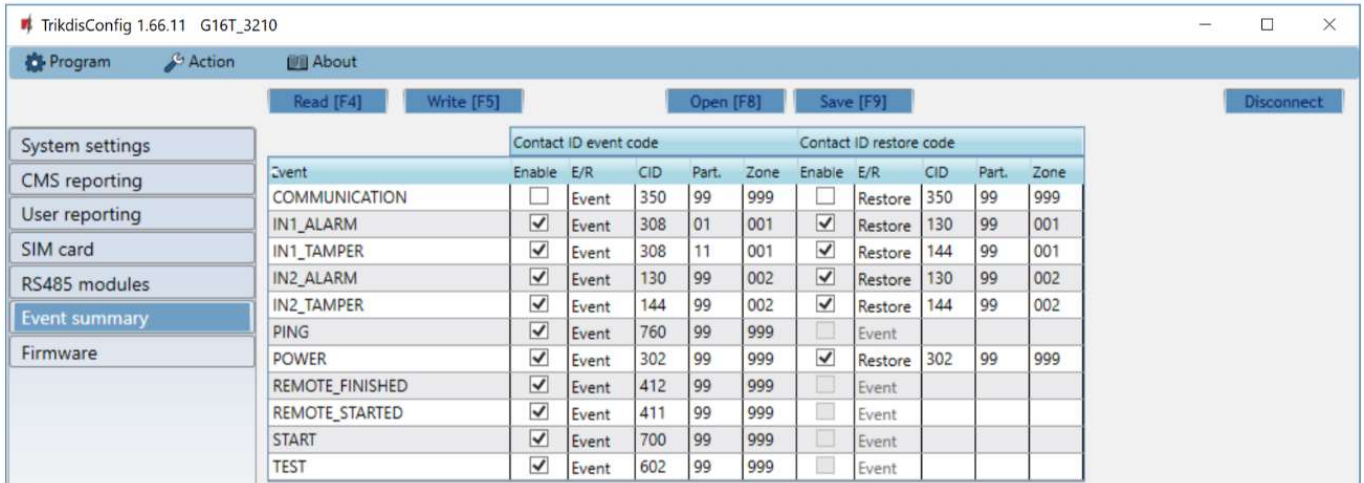 TrikdisConfig 1.66.11 G16T_3210
Program Action About
Read [F4] Write [F5] Open [F8] Save [F9] Disconnect
System settings
CMS reporting
User reporting
SIM card
RS485 modules
Event summary
Firmware
Contact ID event code Contact ID restore code
Event Enable E/R CID Part. Zone Enable E/R CID Part. Zone
COMMUNICATION Event 350 99 999 Restore 350 99 999
IN1_ALARM Event 308 01 001 Restore 130 99 001
IN1_TAMPER Event 308 11 001 Restore 144 99 001
IN2_ALARM Event 130 99 002 Restore 130 99 002
IN2_TAMPER Event 144 99 002 Restore 144 99 002
PING Event 760 99 999 Event
POWER Event 302 99 999 Restore 302 99 999
REMOTE_FINISHED Event 412 99 999 Event
REMOTE_STARTED Event 411 99 999 Event
START Event 700 99 999 Event
TEST Event 602 99 999 Event